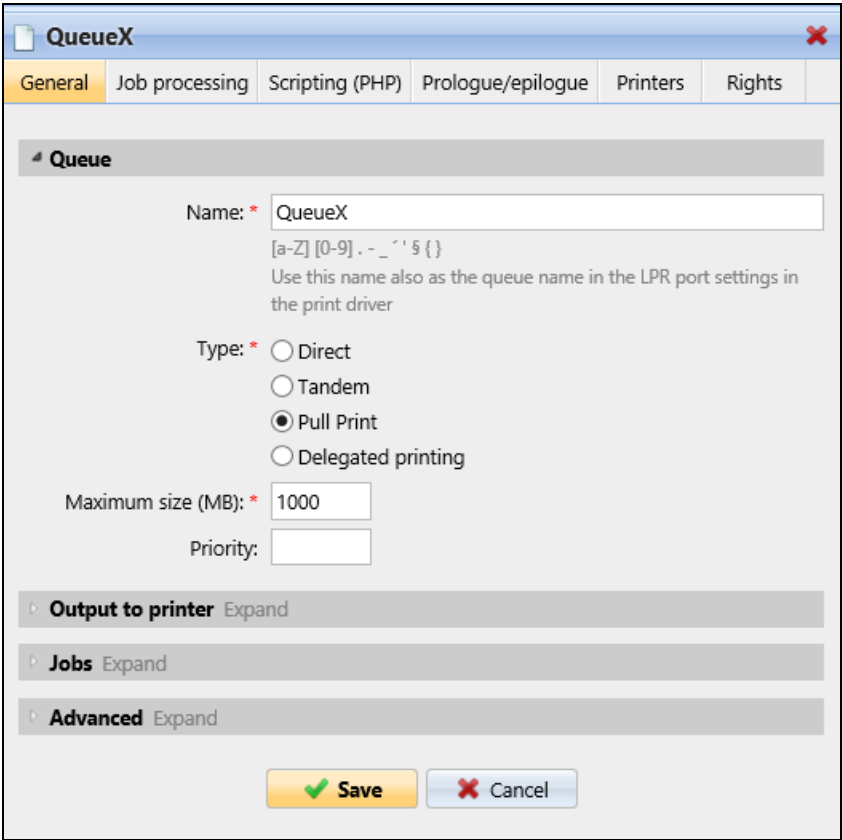 QueueX
General Job processing Scripting (PHP) Prologue/epilogue Printers Rights
Queue
Name: * QueueX
[a-Z] [0-9] . - _ ´ ' § { }
Use this name also as the queue name in the LPR port settings in
the print driver
Type: * Direct
Tandem
Pull Print
Delegated printing
Maximum size (MB): * 1000
Priority:
Output to printer Expand
Jobs Expand
Advanced Expand
Save Cancel